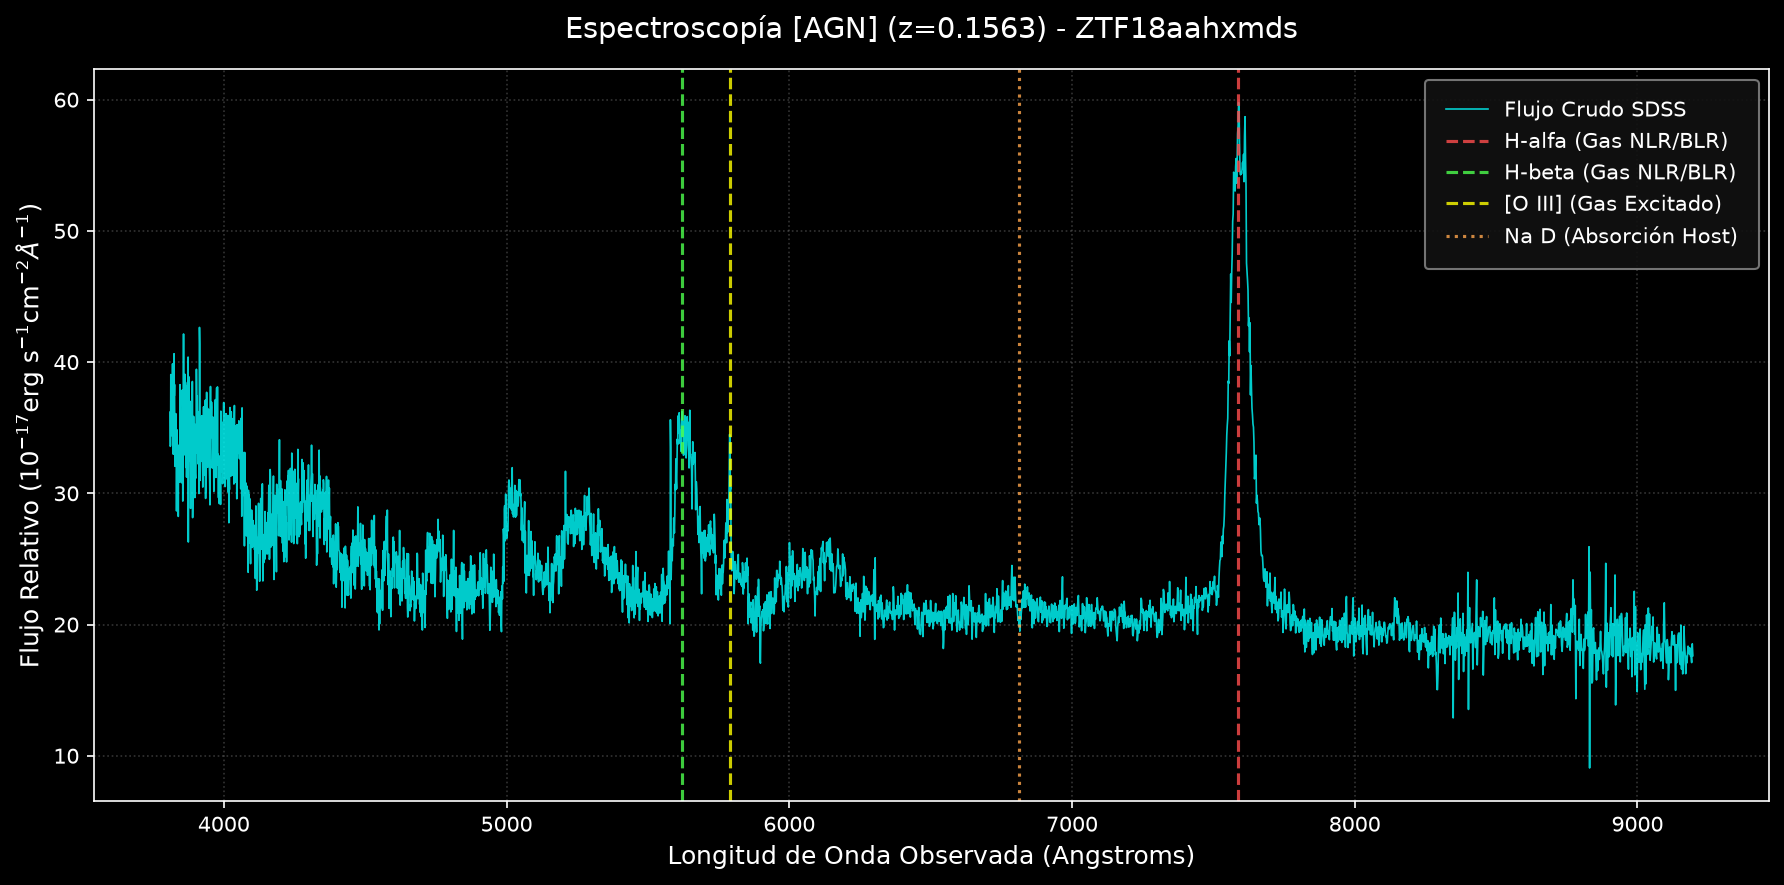 Espectroscopía [AGN] (z=0.1563) - ZTF18aahxmds
Flujo Crudo SDSS
H-alfa (Gas NLR/BLR)
H-beta (Gas NLR/BLR)
[O III] (Gas Excitado)
Na D (Absorción Host)
Flujo Relativo (10⁻¹⁷erg s⁻¹cm⁻²Å⁻¹)
60
50
40
30
20
10
4000 5000 6000 7000 8000 9000
Longitud de Onda Observada (Angstroms)